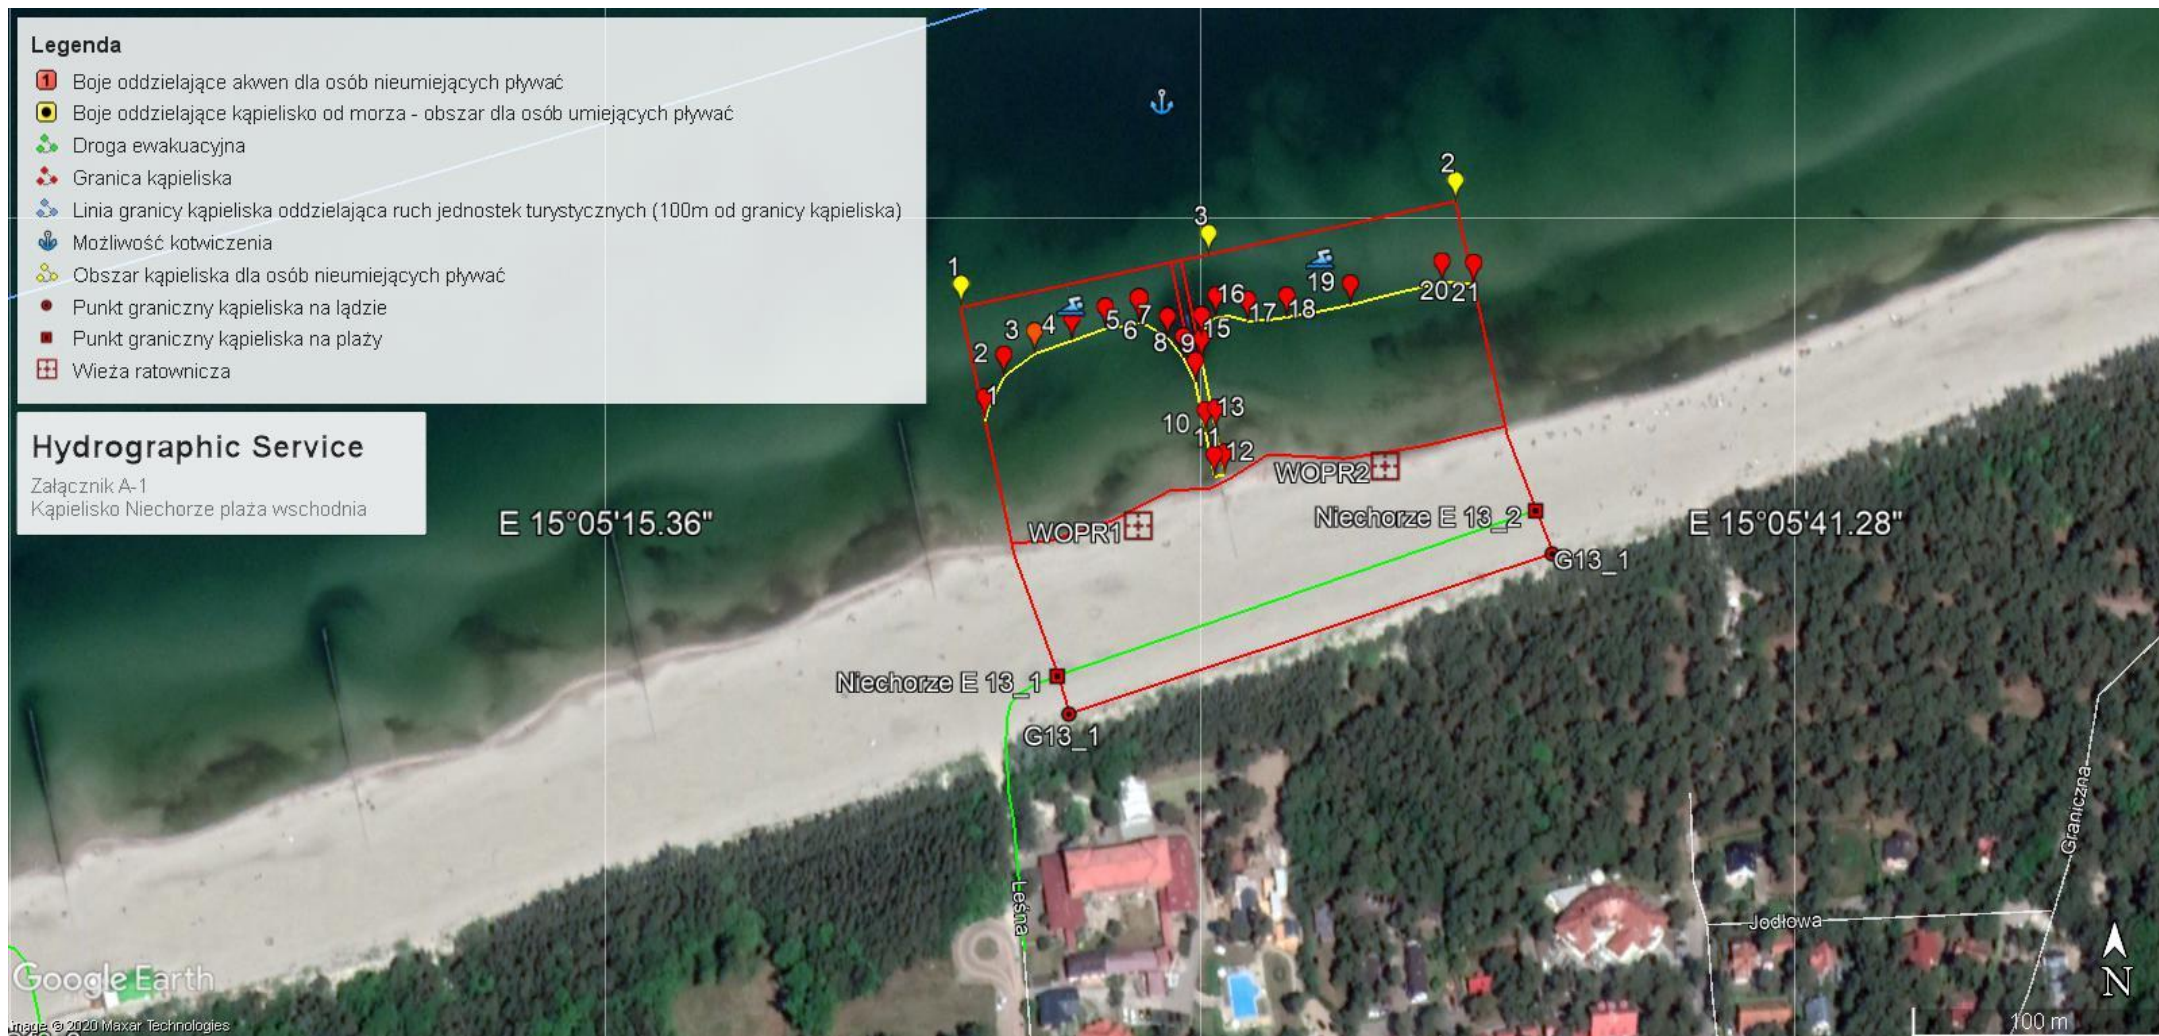 Legenda
1 Boje oddzielające akwen dla osób nieumiejących pływać
Boje oddzielające kąpielisko od morza - obszar dla osób umiejących pływać
Droga ewakuacyjna
Granica kąpieliska
Linia granicy kąpieliska oddzielająca ruch jednostek turystycznych (100m od granicy kąpieliska)
Możliwość kotwiczenia
Obszar kąpieliska dla osób nieumiejących pływać
Punkt graniczny kąpieliska na lądzie
Punkt graniczny kąpieliska na plaży
Wieża ratownicza
Hydrographic Service
Załącznik A-1
Kąpielisko Niechorze plaża wschodnia
2
3
1
1
2
3
4
5
6
7
8
9
10
11
12
13
15
16
17
18
19
20
21
WOPR1
WOPR2
E 15°05'15.36"
E 15°05'41.28"
Niechorze E 13_2
G13_1
Niechorze E 13_1
G13_1
Leśna
Graniczna
Jodłowa
N
100 m
Google Earth
Image © 2020 Maxar Technologies